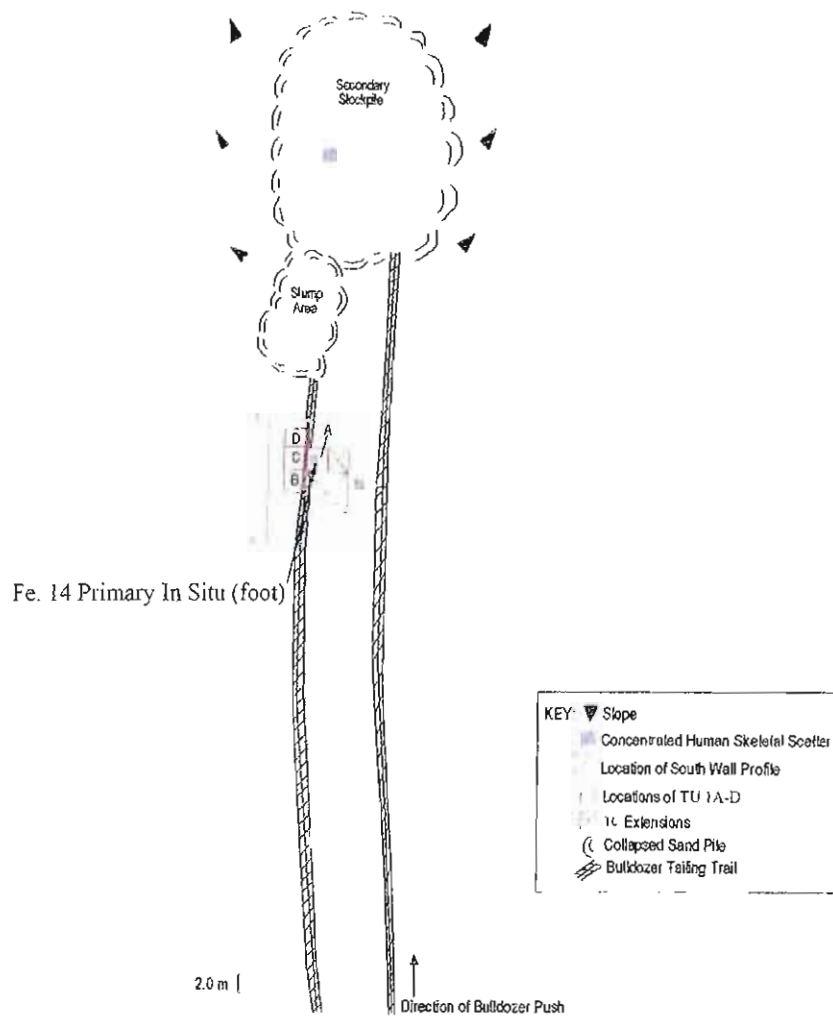 Secondary
Stockpile
Slump
Area
D
A
C
B
Fe. 14 Primary In Situ (foot)
KEY: Slope
Concentrated Human Skeletal Scatter
Location of South Wall Profile
Locations of TU 1A-D
Extensions
Collapsed Sand Pile
Bulldozer Tailing Trail
2.0 m
Direction of Bulldozer Push